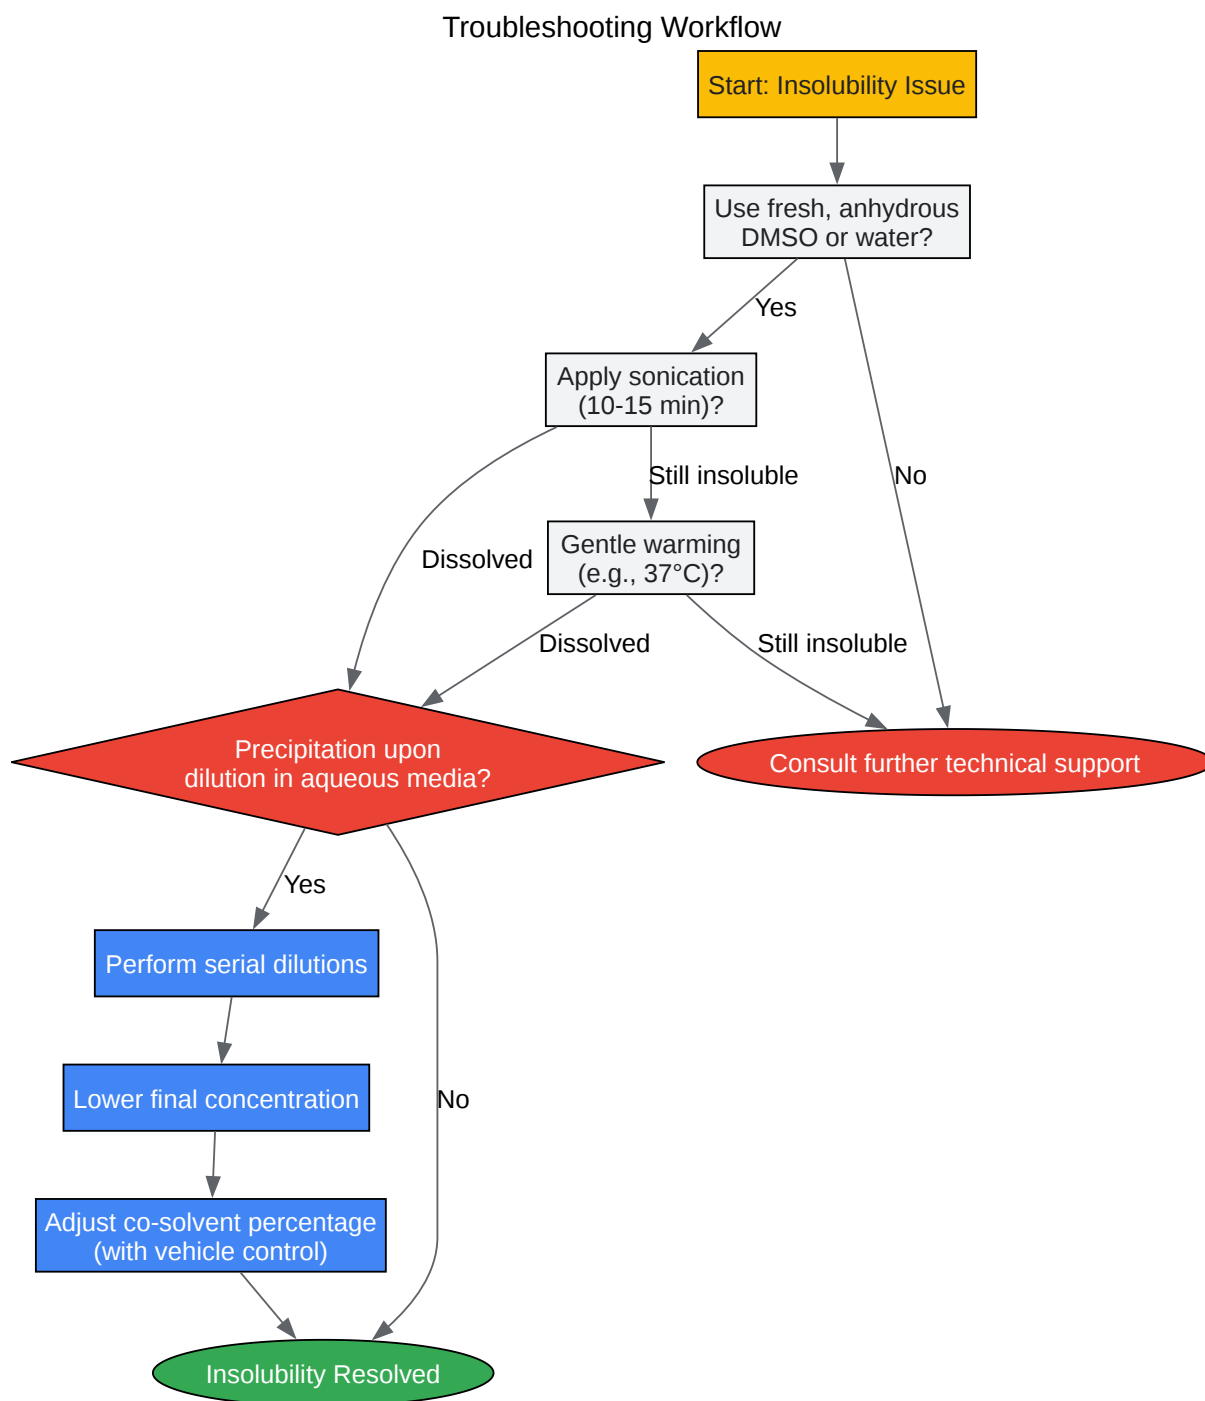 Troubleshooting Workflow
Start: Insolubility Issue
Use fresh, anhydrous
DMSO or water?
Yes
Apply sonication
(10-15 min)?
Still insoluble
No
Dissolved
Gentle warming
(e.g., 37°C)?
Dissolved
Still insoluble
Precipitation upon
dilution in aqueous media?
Consult further technical support
Yes
Perform serial dilutions
Lower final concentration
No
Adjust co-solvent percentage
(with vehicle control)
Insolubility Resolved